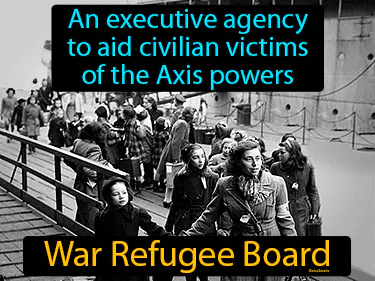 An executive agency
to aid civilian victims
of the Axis powers
War Refugee Board